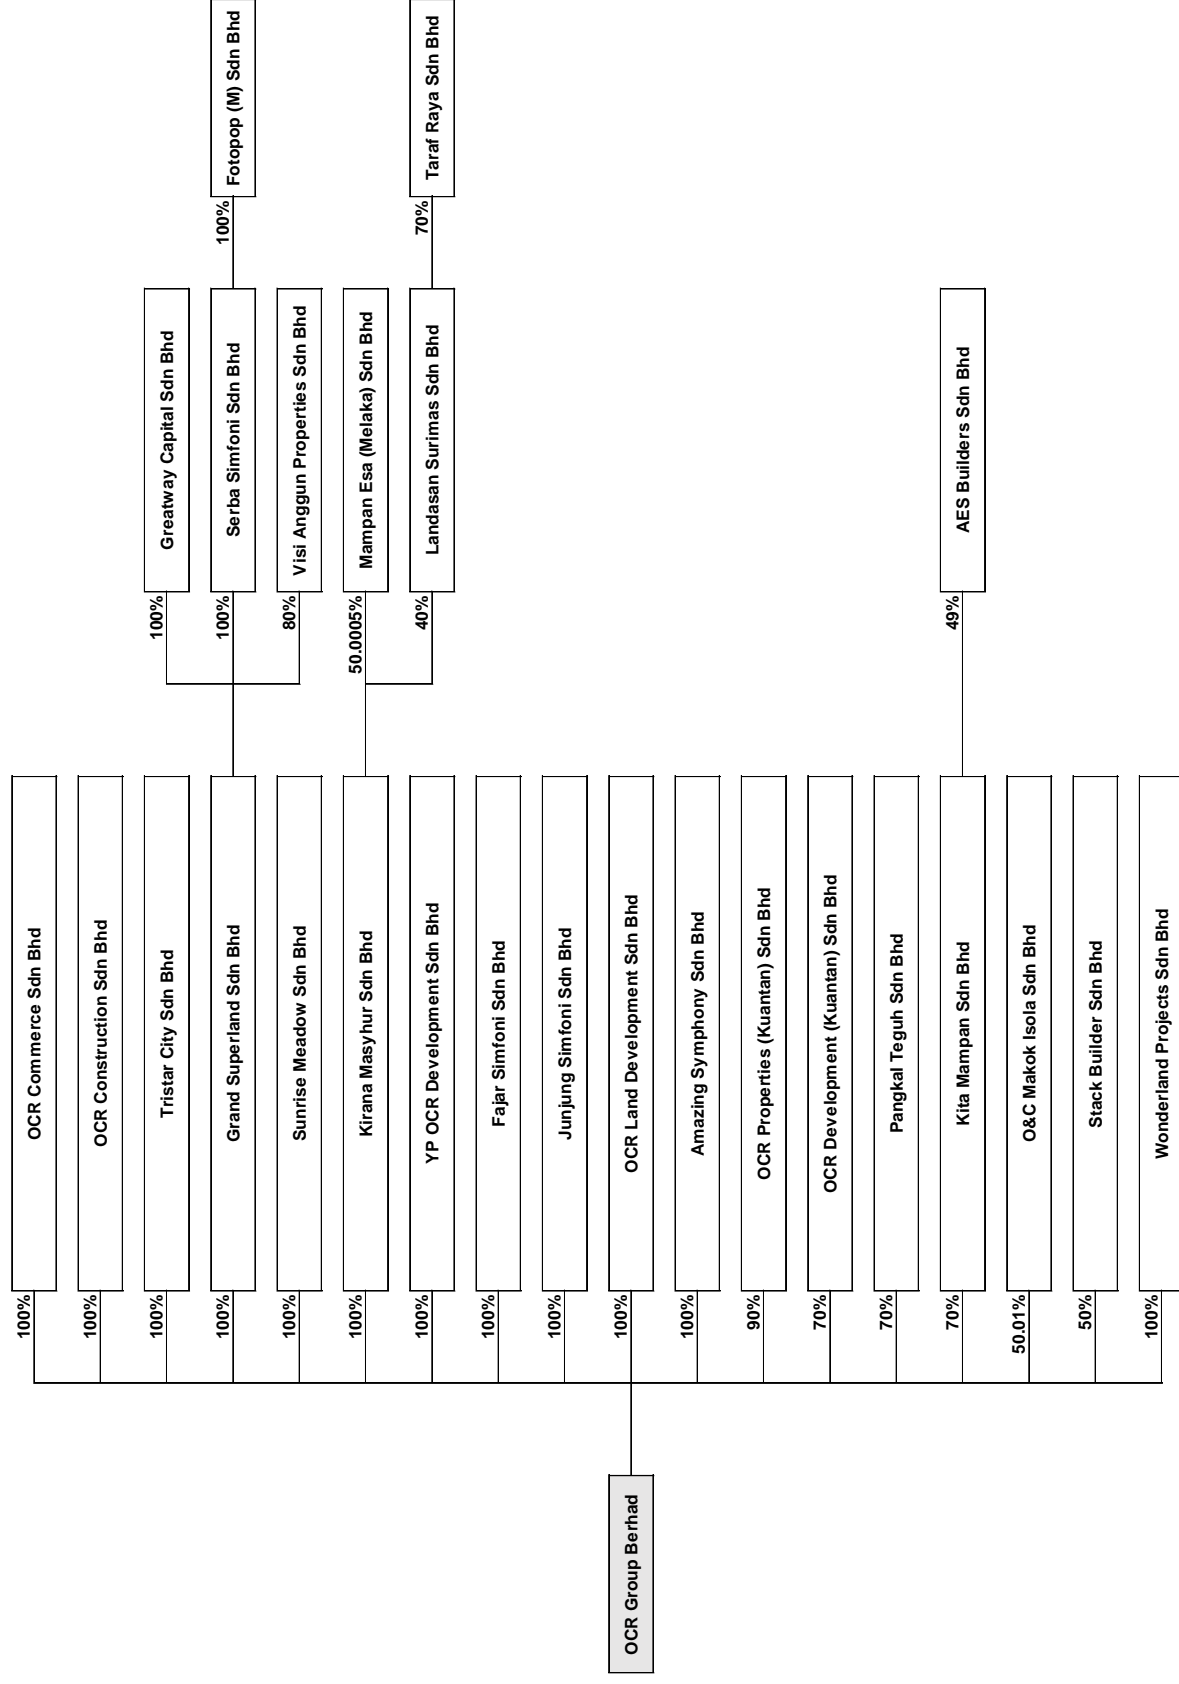 OCR Group Berhad
100%
OCR Commerce Sdn Bhd
100%
OCR Construction Sdn Bhd
100%
Tristar City Sdn Bhd
100%
Grand Superland Sdn Bhd
100%
Greatway Capital Sdn Bhd
100%
Serba Simfoni Sdn Bhd
100%
Fotopop (M) Sdn Bhd
80%
Visi Anggun Properties Sdn Bhd
100%
Sunrise Meadow Sdn Bhd
100%
Kirana Masyhur Sdn Bhd
50.0005%
Mampan Esa (Melaka) Sdn Bhd
40%
Landasan Surimas Sdn Bhd
70%
Taraf Raya Sdn Bhd
100%
YP OCR Development Sdn Bhd
100%
Fajar Simfoni Sdn Bhd
100%
Junjung Simfoni Sdn Bhd
100%
OCR Land Development Sdn Bhd
100%
Amazing Symphony Sdn Bhd
90%
OCR Properties (Kuantan) Sdn Bhd
70%
OCR Development (Kuantan) Sdn Bhd
70%
Pangkal Teguh Sdn Bhd
70%
Kita Mampan Sdn Bhd
49%
AES Builders Sdn Bhd
50.01%
O&C Makok Isola Sdn Bhd
50%
Stack Builder Sdn Bhd
100%
Wonderland Projects Sdn Bhd